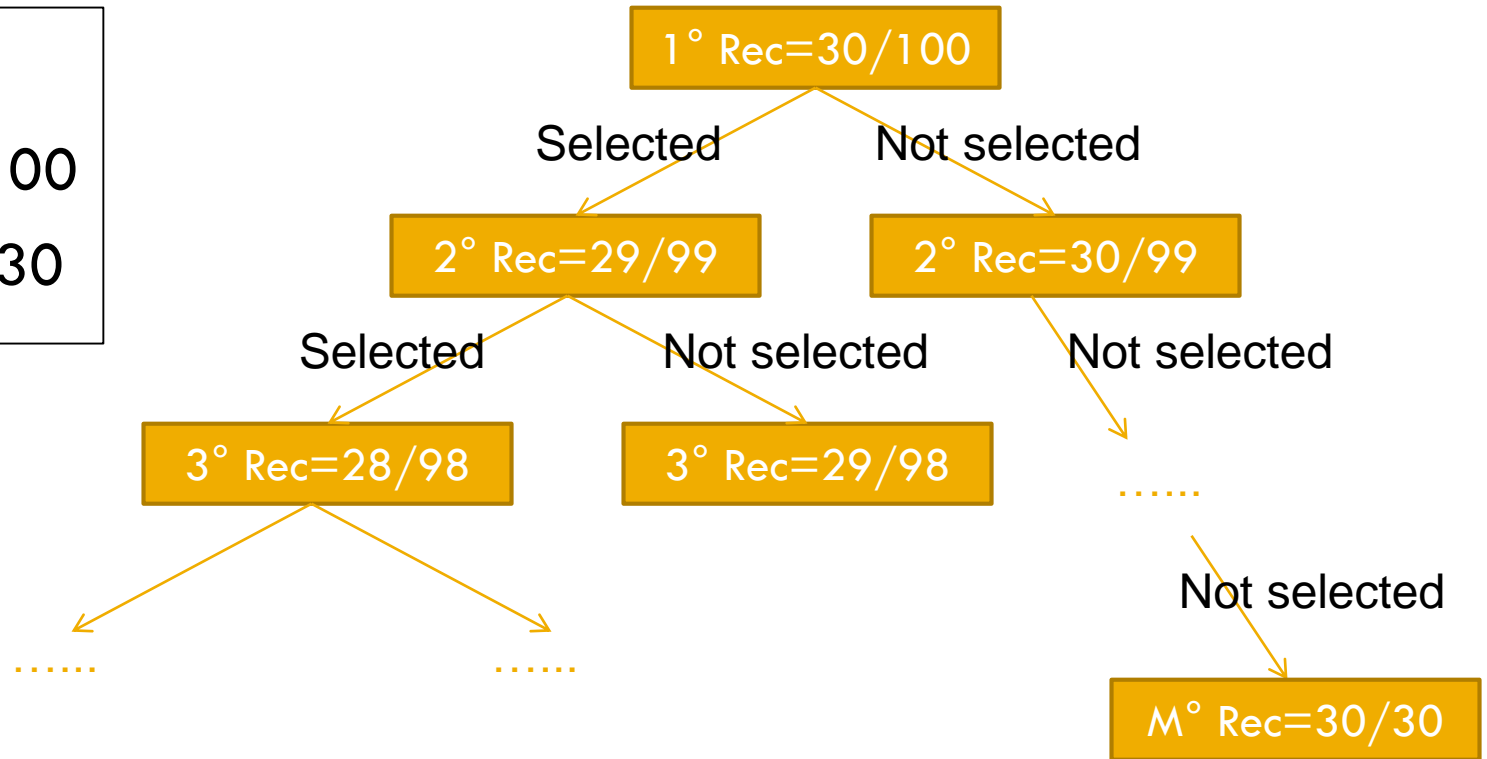 00
30
1° Rec=30/100
Selected Not selected
2° Rec=29/99 2° Rec=30/99
Selected Not selected Not selected
3° Rec=28/98 3° Rec=29/98
......
Not selected
...... ......
M° Rec=30/30